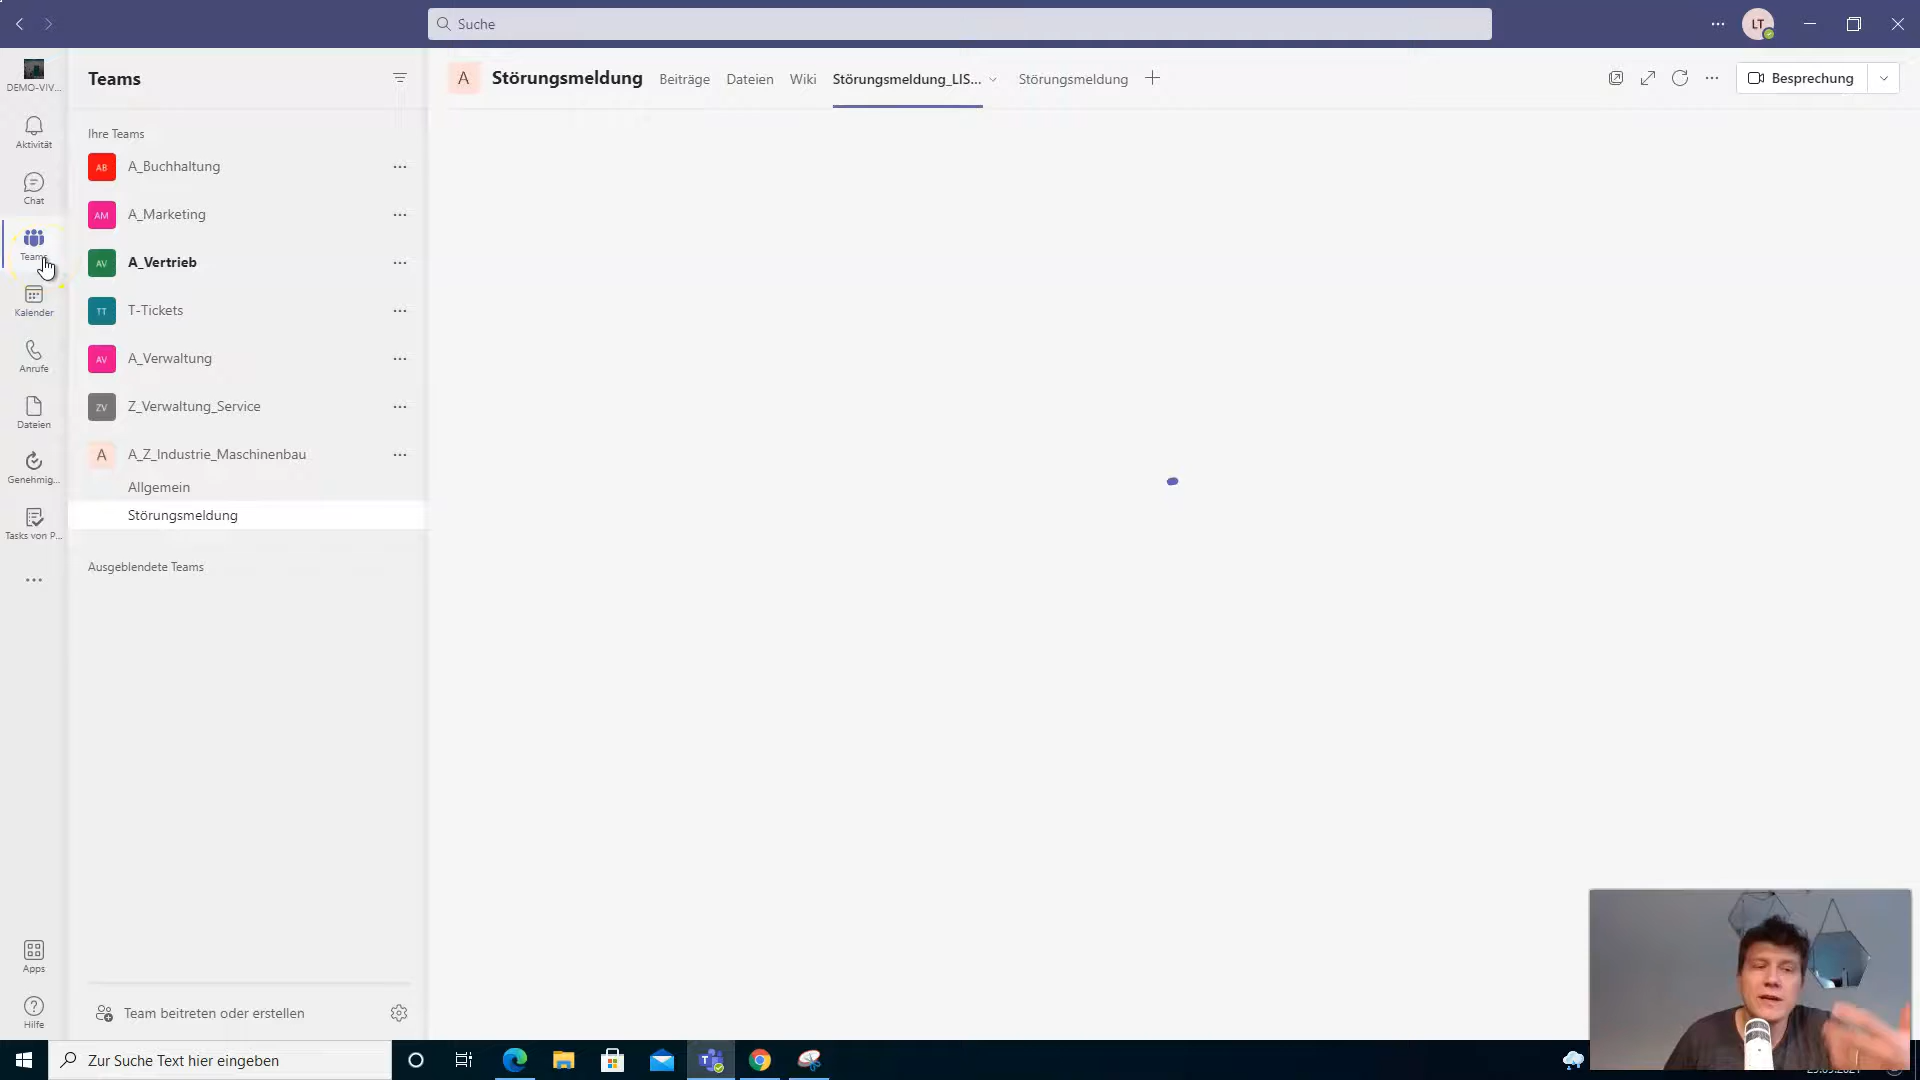 Suche
LT
DEMO-VIV...
Aktivität
Chat
Teams
Kalender
Anrufe
Dateien
Genehmig...
Tasks von P...
Apps
Hilfe
Teams
Ihre Teams
AB A_Buchhaltung
AM A_Marketing
AV A_Vertrieb
TT T-Tickets
AV A_Verwaltung
ZV Z_Verwaltung_Service
A A_Z_Industrie_Maschinenbau
Allgemein
Störungsmeldung
Ausgeblendete Teams
Team beitreten oder erstellen
A Störungsmeldung Beiträge Dateien Wiki Störungsmeldung_LIS... Störungsmeldung
Besprechung
Zur Suche Text hier eingeben